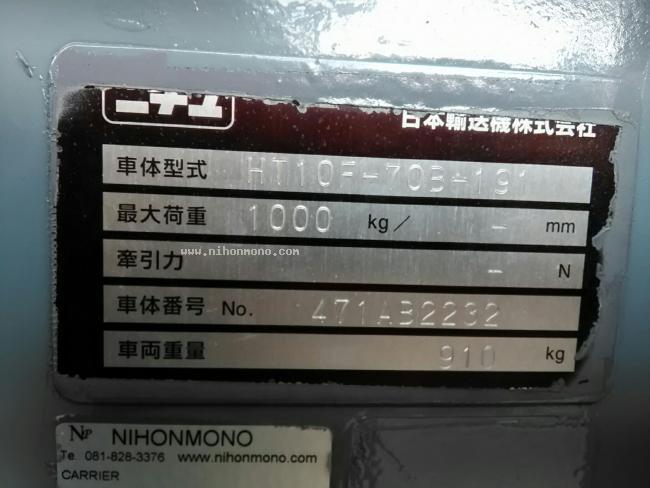 ニチユ
日本輸送機株式会社
車体型式 HT10F-70B-191
最大荷重 1000 kg／ - mm
牽引力 - N
www.nihonmono.com
車体番号 No. 471AB2232
車両重量 910 kg
NP NIHONMONO
Te. 081-828-3376 www.nihonmono.com
CARRIER